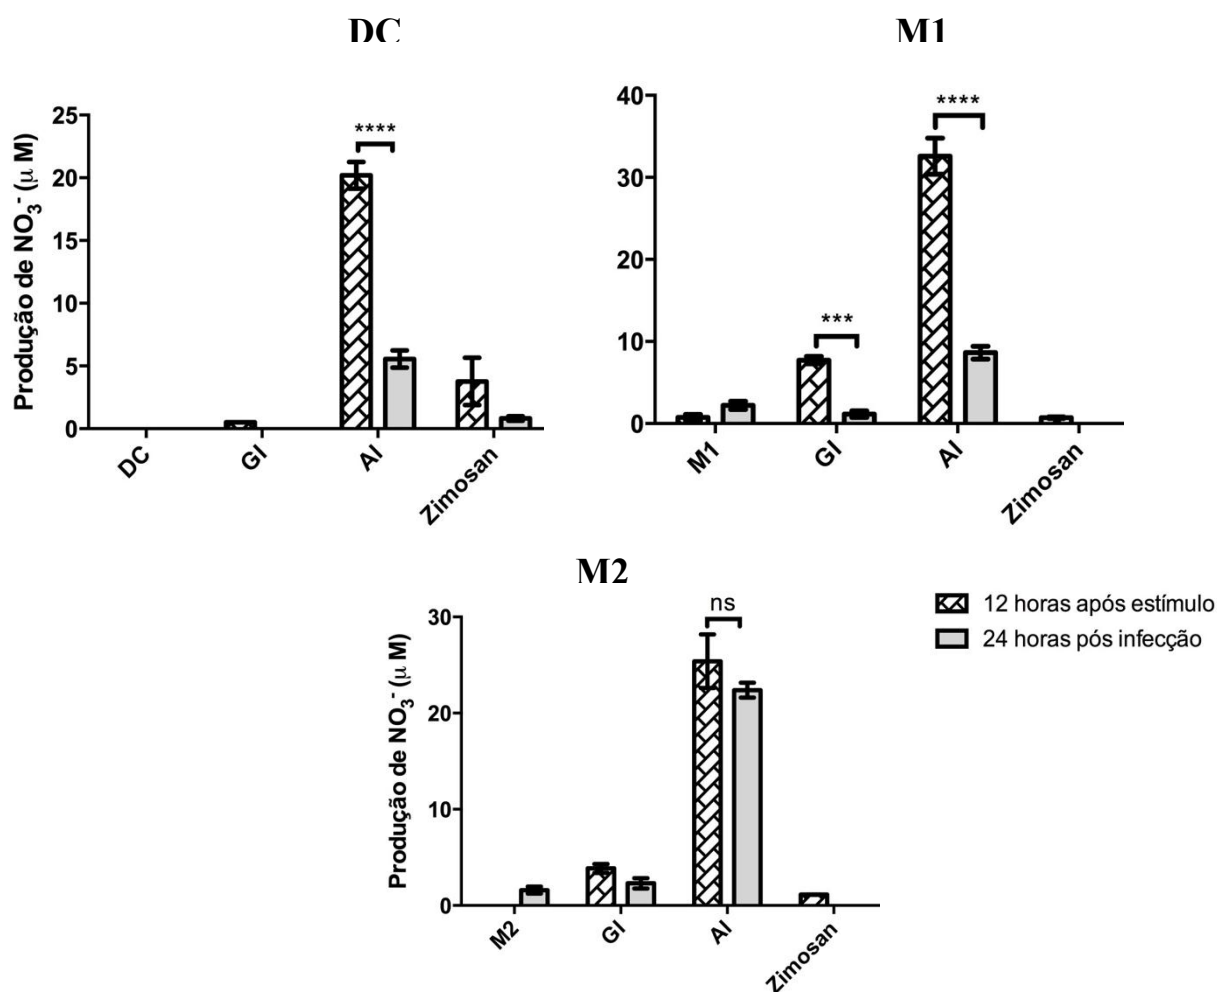 DC
Produção de NO₃⁻ (μ M)
25
20
15
10
5
0
****
DC
GI
AI
Zimosan
M1
40
30
20
10
0
***
****
M1
GI
AI
Zimosan
M2
Produção de NO₃⁻ (μ M)
30
20
10
0
ns
M2
GI
AI
Zimosan
12 horas após estímulo
24 horas pós infecção